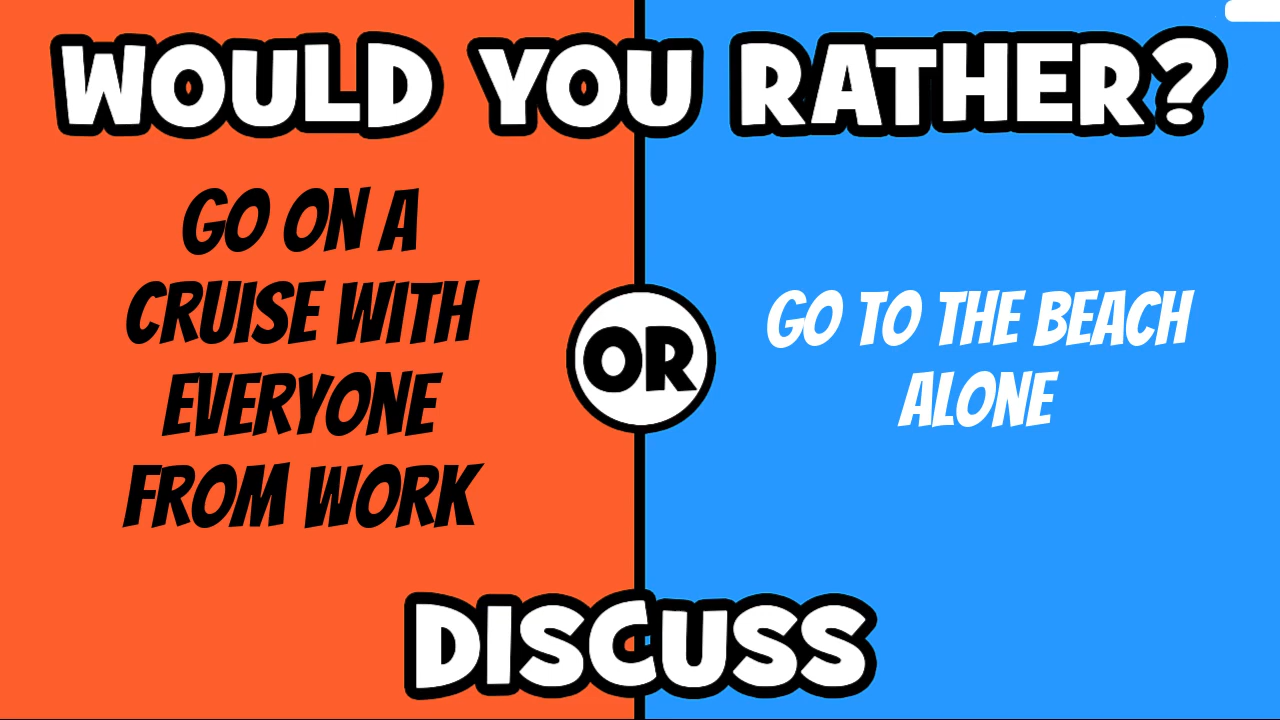 WOULD YOU RATHER?
GO ON A
CRUISE WITH
EVERYONE
FROM WORK
OR
GO TO THE BEACH
ALONE
DISCUSS